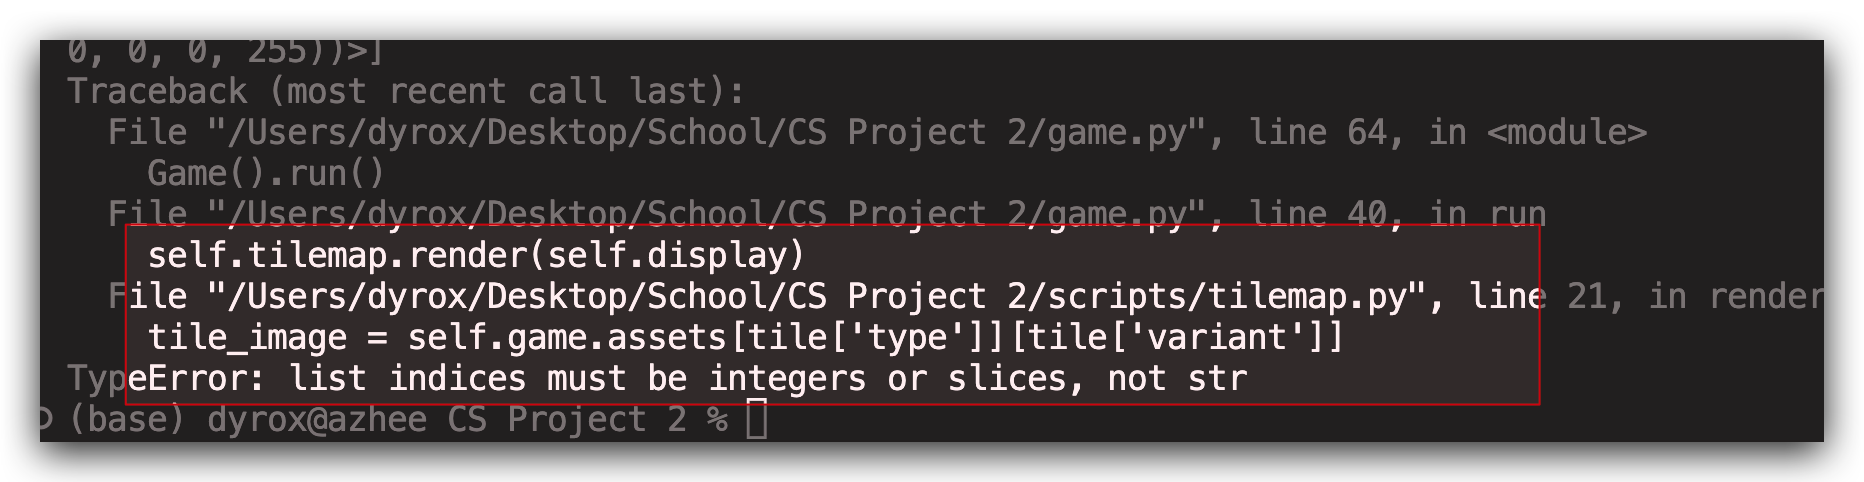 0, 0, 0, 255))>]
Traceback (most recent call last):
File "/Users/dyrox/Desktop/School/CS Project 2/game.py", line 64, in <module>
Game().run()
File "/Users/dyrox/Desktop/School/CS Project 2/game.py", line 40, in run
self.tilemap.render(self.display)
File "/Users/dyrox/Desktop/School/CS Project 2/scripts/tilemap.py", line 21, in render
tile_image = self.game.assets[tile['type']][tile['variant']]
TypeError: list indices must be integers or slices, not str
(base) dyrox@azhee CS Project 2 %